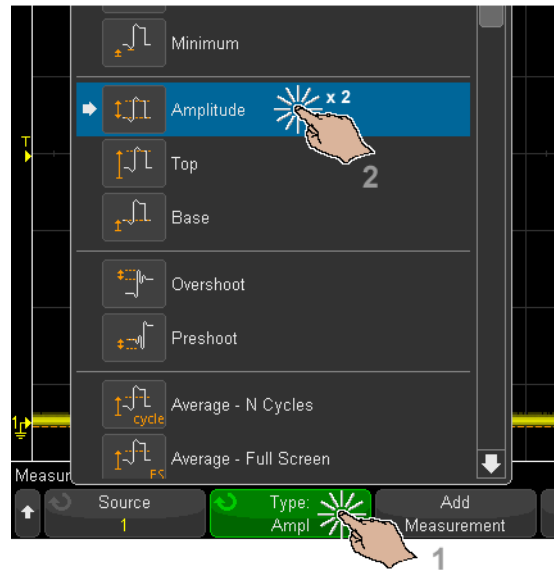 Minimum
Amplitude
x 2
T
Top
2
Base
Overshoot
Preshoot
cycle
Average - N Cycles
1
FS
Average - Full Screen
Measur
Source
1
Type:
Ampl
Add
Measurement
1